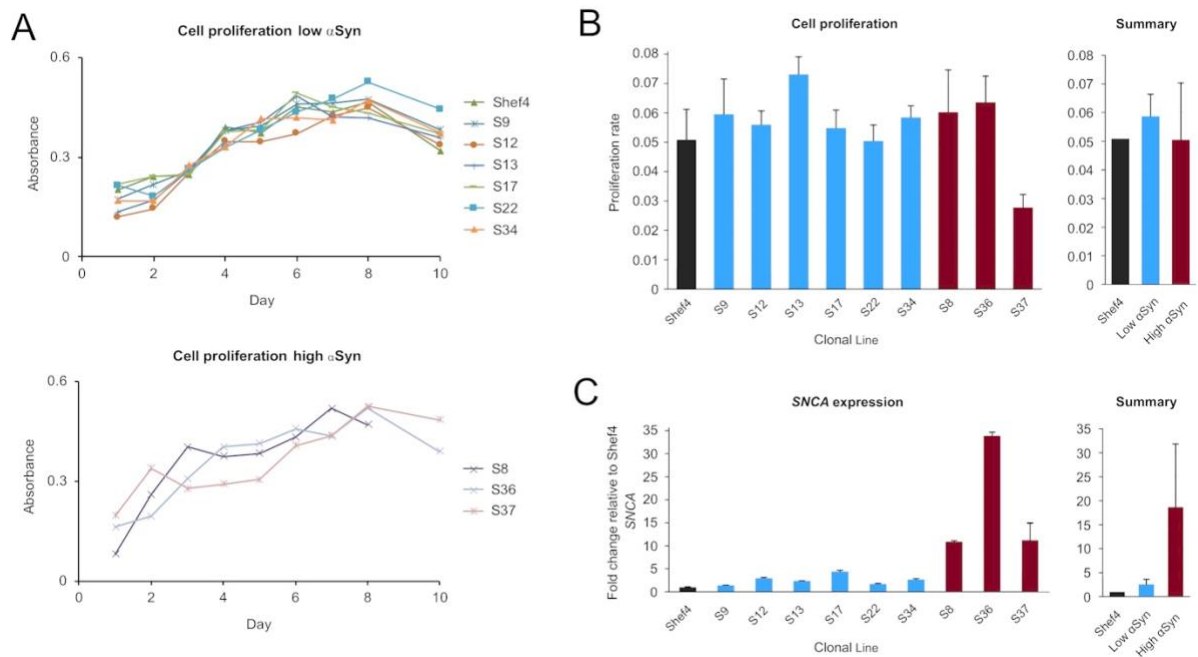 A
Cell proliferation low αSyn
0.6
0.3
0
Absorbance
0 2 4 6 8 10
Day
Shef4
S9
S12
S13
S17
S22
S34
Cell proliferation high αSyn
0.6
0.3
0
Absorbance
0 2 4 6 8 10
Day
S8
S36
S37
B
Cell proliferation
0.08
0.07
0.06
0.05
0.04
0.03
0.02
0.01
0
Proliferation rate
Shef4 S9 S12 S13 S17 S22 S34 S8 S36 S37
Clonal Line
Summary
0.08
0.07
0.06
0.05
0.04
0.03
0.02
0.01
0
Shef4 Low αSyn High αSyn
C
SNCA expression
35
30
25
20
15
10
5
0
Fold change relative to Shef4
SNCA
Shef4 S9 S12 S13 S17 S22 S34 S8 S36 S37
Clonal Line
Summary
35
30
25
20
15
10
5
0
Shef4 Low αSyn High αSyn